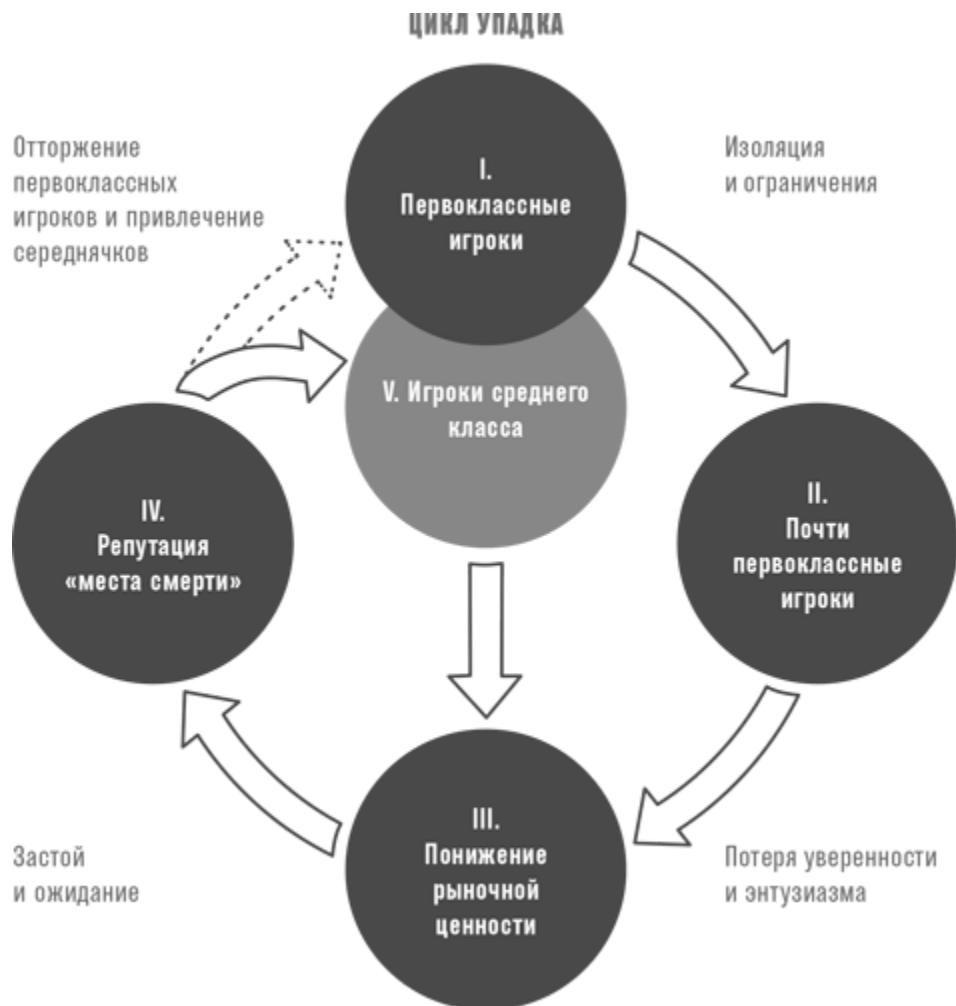 ЦИКЛ УПАДКА
Отторжение
первоклассных
игроков и привлечение
середнячков
I.
Первоклассные
игроки
Изоляция
и ограничения
V. Игроки среднего
класса
IV.
Репутация
«места смерти»
II.
Почти
первоклассные
игроки
III.
Понижение
рыночной
ценности
Застой
и ожидание
Потеря уверенности
и энтузиазма